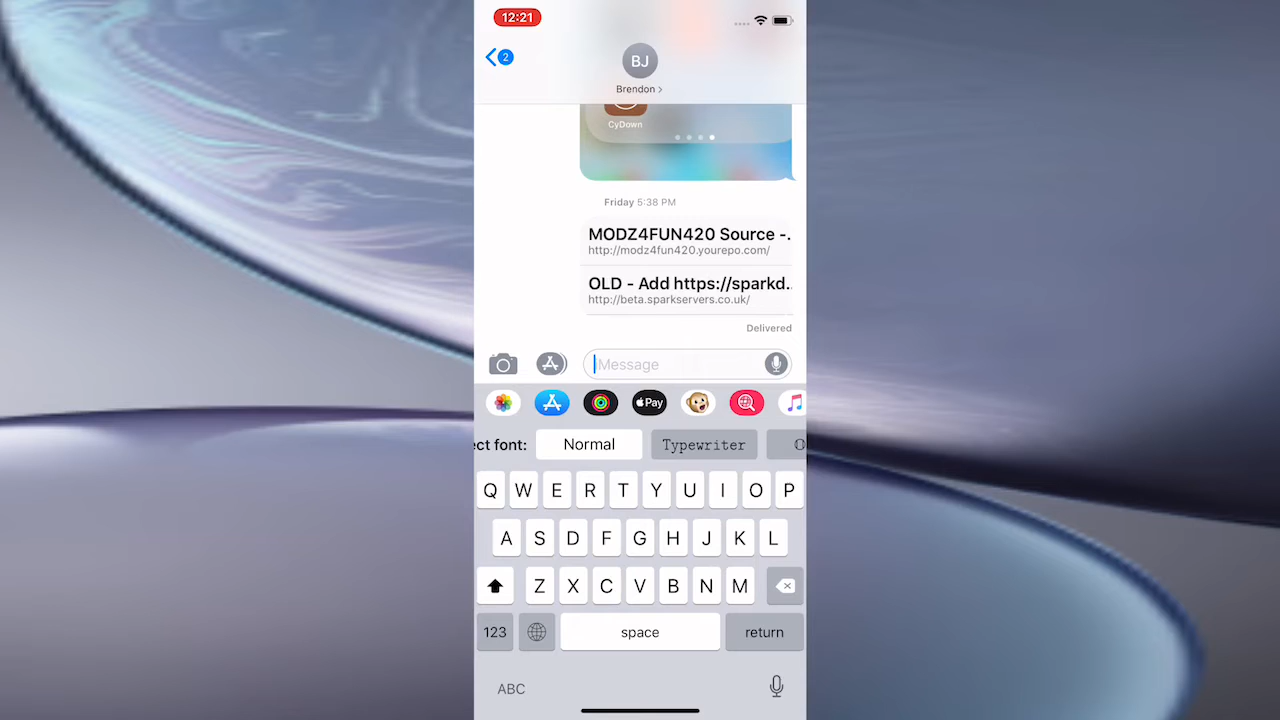 12:21
2
BJ
Brendon >
CyDown
Friday 5:38 PM
MODZ4FUN420 Source -.
http://modz4fun420.yourepo.com/
OLD - Add https://sparkd..
http://beta.sparkservers.co.uk/
Delivered
Message
Pay
ect font: Normal Typewriter
Q W E R T Y U I O P
A S D F G H J K L
Z X C V B N M
123 space return
ABC